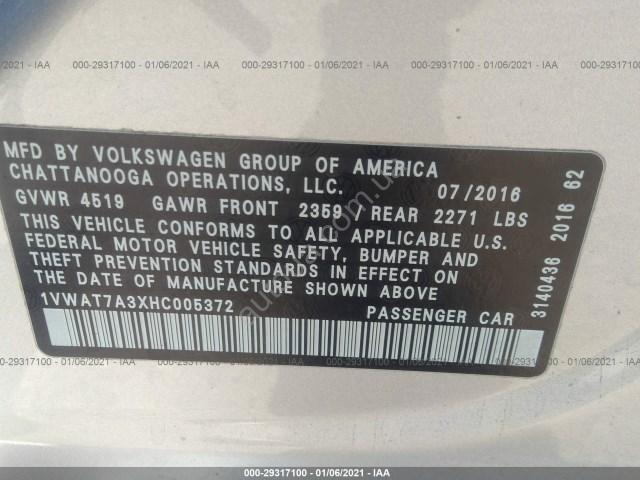 000-29317100 - 01/06/2021 - IAA
MFD BY VOLKSWAGEN GROUP OF AMERICA
CHATTANOOGA OPERATIONS, LLC. 07/2016
GVWR 4519 GAWR FRONT 2359 / REAR 2271 LBS
THIS VEHICLE CONFORMS TO ALL APPLICABLE U.S.
FEDERAL MOTOR VEHICLE SAFETY, BUMPER AND
THEFT PREVENTION STANDARDS IN EFFECT ON
THE DATE OF MANUFACTURE SHOWN ABOVE
1VWAT7A3XHC005372 PASSENGER CAR
3140436 2016 62
000-29317100 - 01/06/2021 - IAA